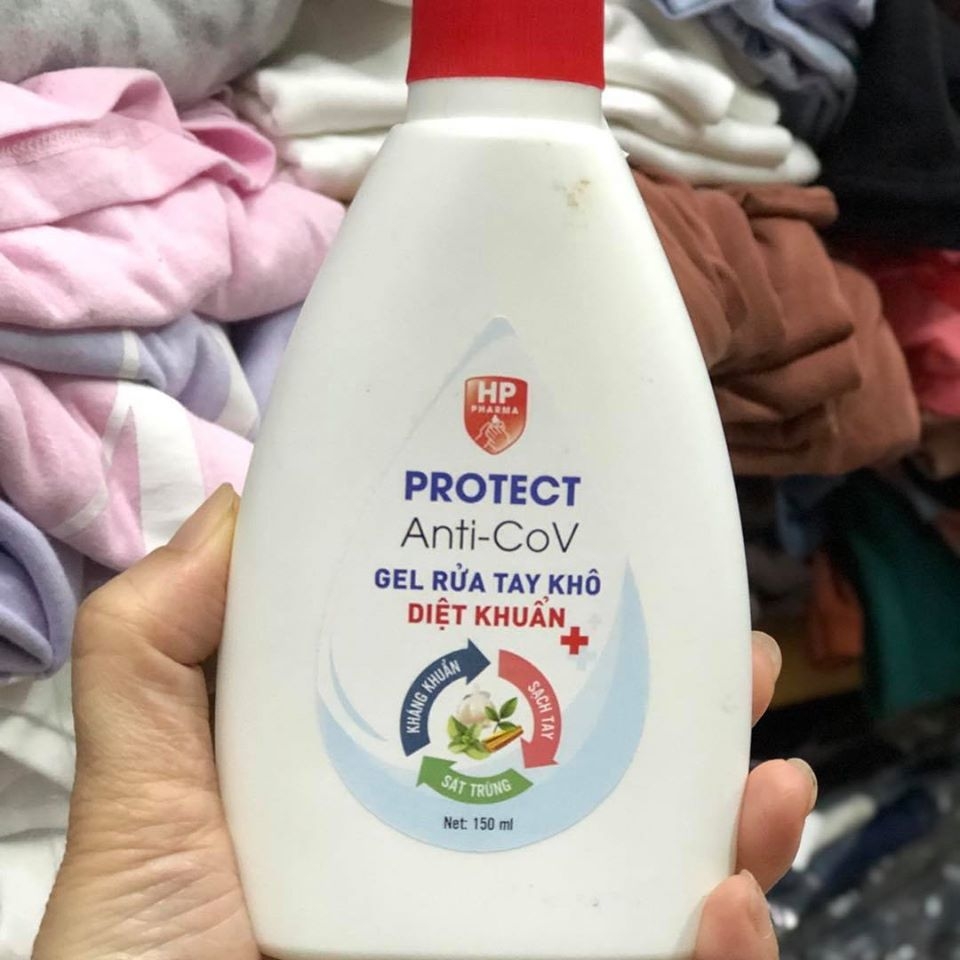 HP
PHARMA
PROTECT
Anti-CoV
GEL RỬA TAY KHÔ
DIỆT KHUẨN
KHÁNG KHUẨN
SẠCH TAY
SÁT TRÙNG
Net: 150 ml